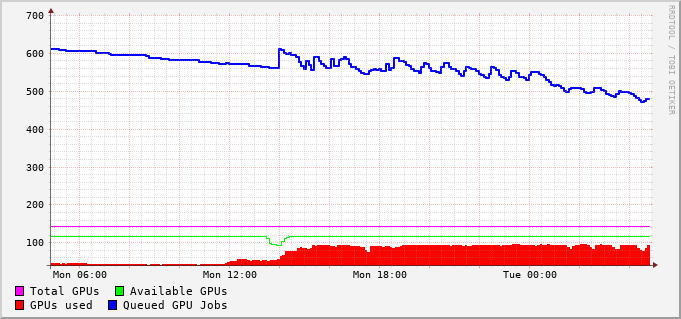 700
600
500
400
300
200
100
Mon 06:00 Mon 12:00 Mon 18:00 Tue 00:00
Total GPUs Available GPUs
GPUs used Queued GPU Jobs
RRDTOOL / TOBI OETIKER